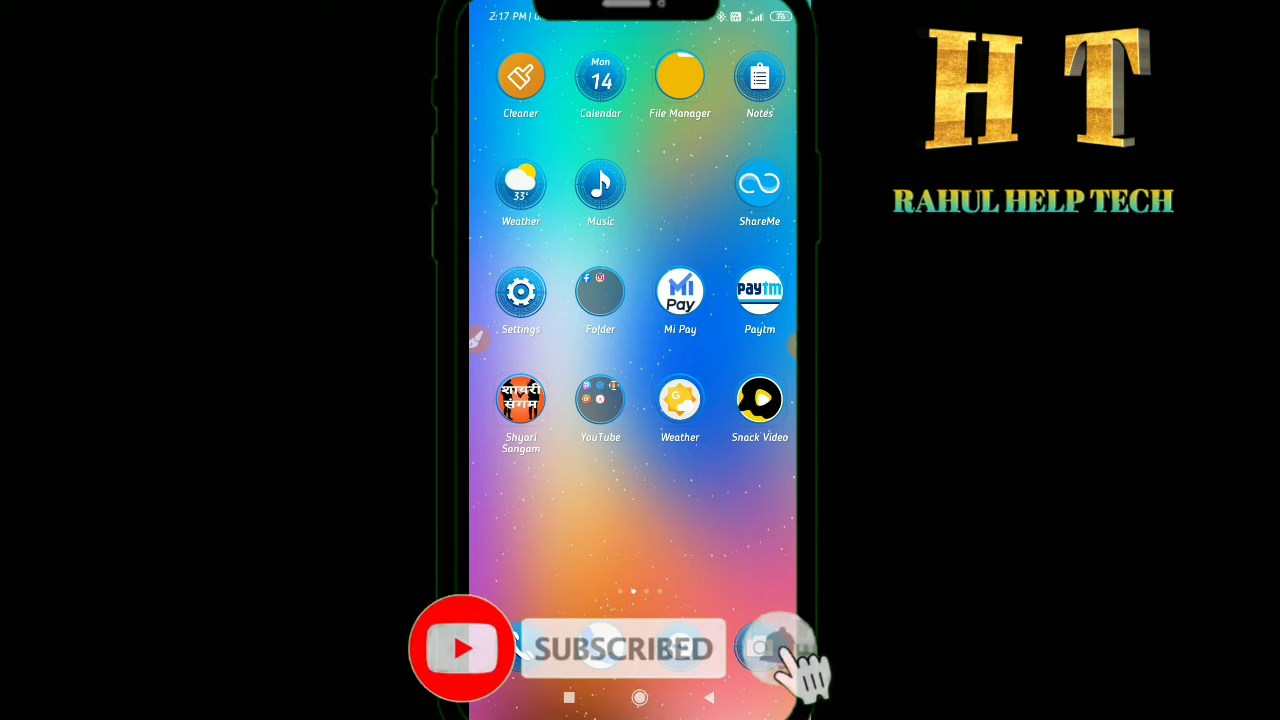 2:17 PM |
76
H T
RAHUL HELP TECH
Mon
14
Cleaner Calendar File Manager Notes
33°
Weather Music ShareMe
Mi
Pay
Paytm
Settings Folder Mi Pay Paytm
शायरी
संगम
G
Shyari
Sangam
YouTube Weather Snack Video
SUBSCRIBED